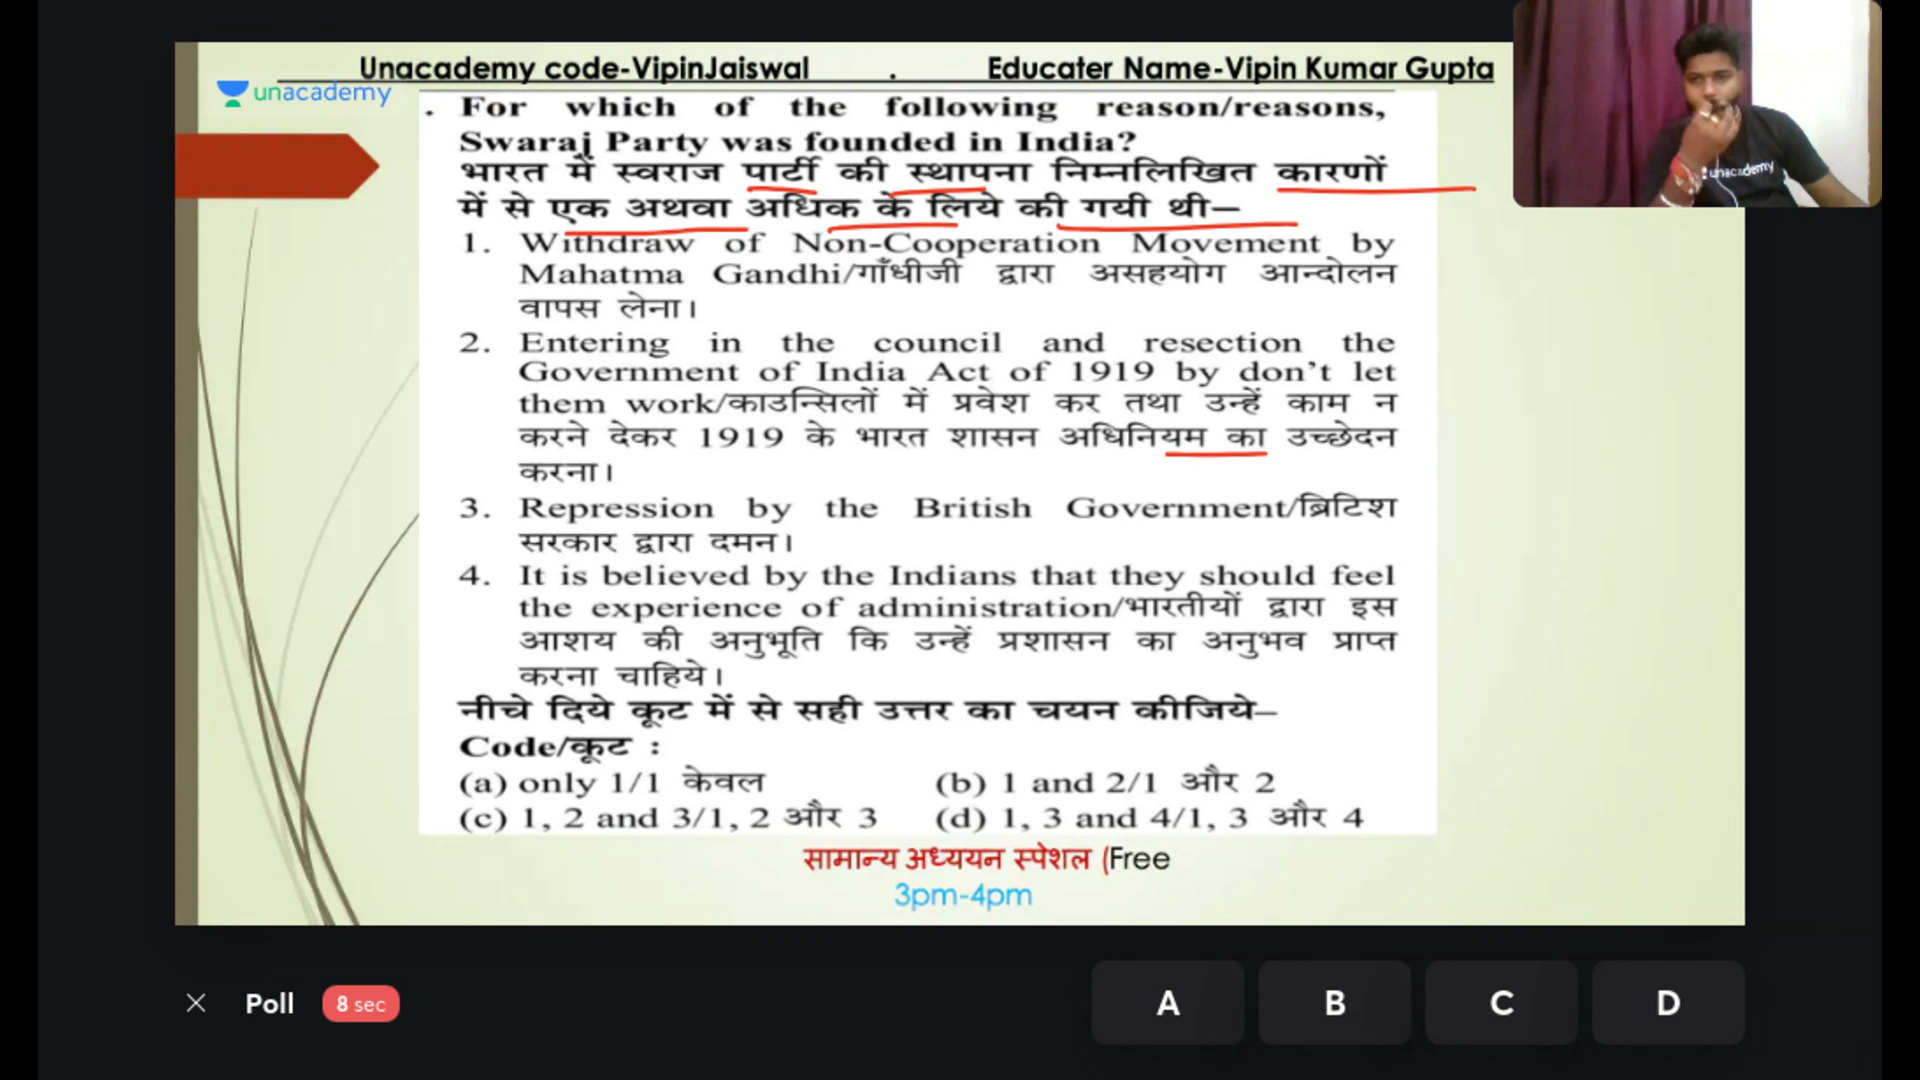 Unacademy code-VipinJaiswal . Educater Name-Vipin Kumar Gupta
unacademy
. For which of the following reason/reasons,
Swaraj Party was founded in India?
भारत में स्वराज पार्टी की स्थापना निम्नलिखित कारणों
में से एक अथवा अधिक के लिये की गयी थी–
1. Withdraw of Non-Cooperation Movement by
Mahatma Gandhi/गाँधीजी द्वारा असहयोग आन्दोलन
वापस लेना।
2. Entering in the council and resection the
Government of India Act of 1919 by don't let
them work/काउन्सिलों में प्रवेश कर तथा उन्हें काम न
करने देकर 1919 के भारत शासन अधिनियम का उच्छेदन
करना।
3. Repression by the British Government/ब्रिटिश
सरकार द्वारा दमन।
4. It is believed by the Indians that they should feel
the experience of administration/भारतीयों द्वारा इस
आशय की अनुभूति कि उन्हें प्रशासन का अनुभव प्राप्त
करना चाहिये।
नीचे दिये कूट में से सही उत्तर का चयन कीजिये–
Code/कूट :
(a) only 1/1 केवल (b) 1 and 2/1 और 2
(c) 1, 2 and 3/1, 2 और 3 (d) 1, 3 and 4/1, 3 और 4
सामान्य अध्ययन स्पेशल (Free
3pm-4pm
unacademy
Poll 8 sec A B C D